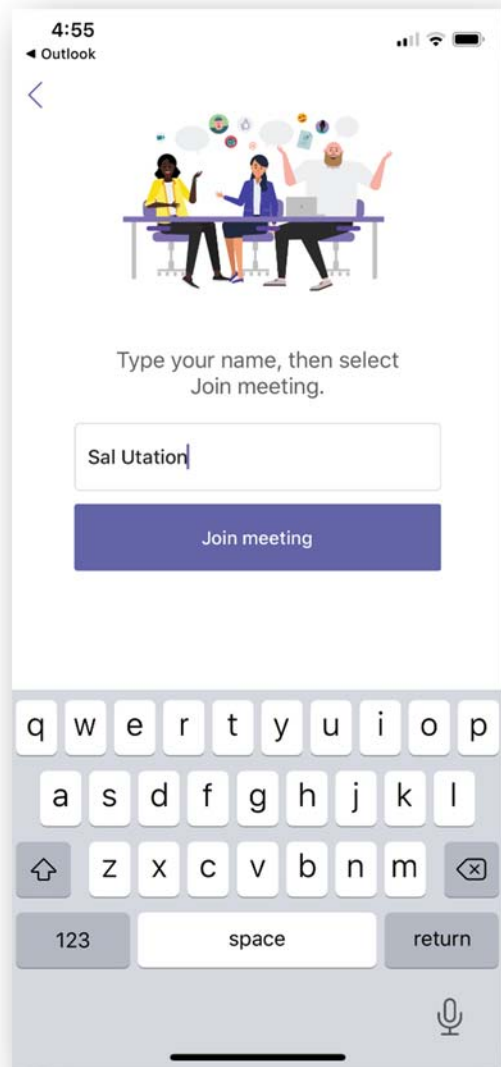 4:55
◀ Outlook
Type your name, then select
Join meeting.
Sal Utation
Join meeting
q w e r t y u i o p
a s d f g h j k l
z x c v b n m
123 space return